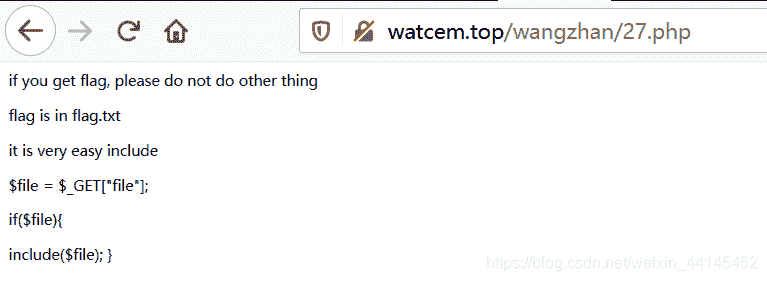 watcem.top/wangzhan/27.php
if you get flag, please do not do other thing
flag is in flag.txt
it is very easy include
$file = $_GET["file"];
if($file){
include($file); }
https://blog.csdn.net/weixin_44145452